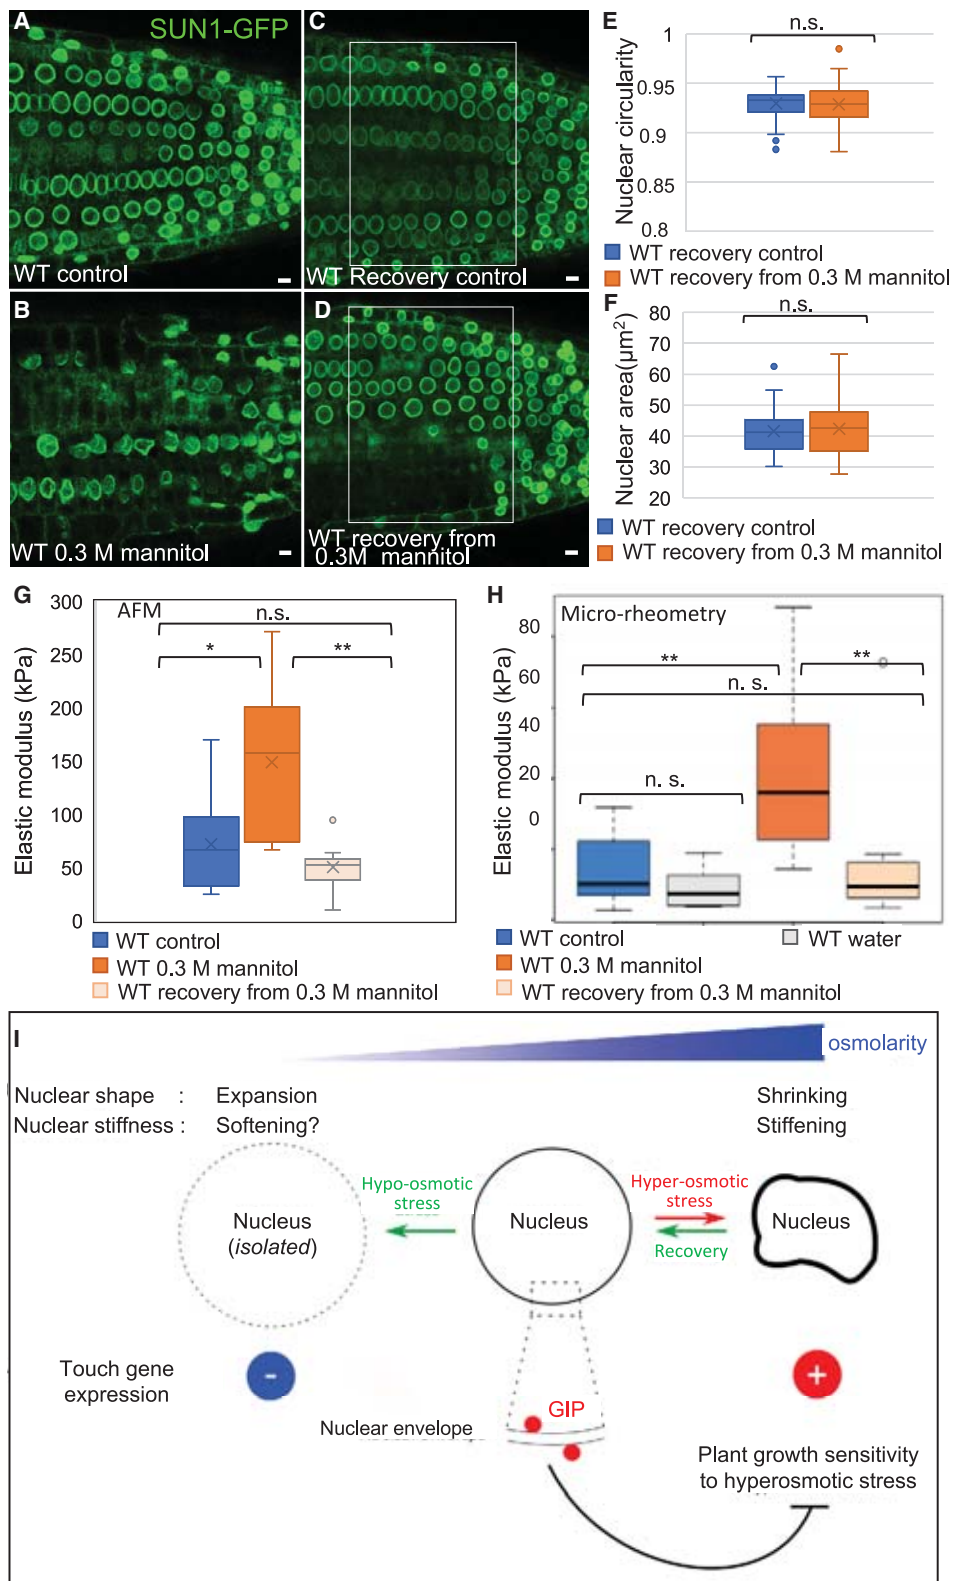 A
SUN1-GFP
WT control
B
WT 0.3 M mannitol
C
WT Recovery control
D
WT recovery from
0.3M mannitol
E
n.s.
Nuclear circularity
1
0.95
0.9
0.85
0.8
WT recovery control
WT recovery from 0.3 M mannitol
F
n.s.
Nuclear area(µm²)
80
70
60
50
40
30
20
WT recovery control
WT recovery from 0.3 M mannitol
G
AFM
n.s.
*
**
Elastic modulus (kPa)
300
250
200
150
100
50
0
WT control
WT 0.3 M mannitol
WT recovery from 0.3 M mannitol
H
Micro-rheometry
**
**
n. s.
n. s.
Elastic modulus (kPa)
80
60
40
20
0
WT control
WT water
WT 0.3 M mannitol
WT recovery from 0.3 M mannitol
I
osmolarity
Nuclear shape : Expansion Shrinking
Nuclear stiffness : Softening? Stiffening
Hypo-osmotic
stress
Hyper-osmotic
stress
Recovery
Nucleus
(isolated)
Nucleus
Nucleus
Touch gene
expression
-
+
GIP
Nuclear envelope
Plant growth sensitivity
to hyperosmotic stress